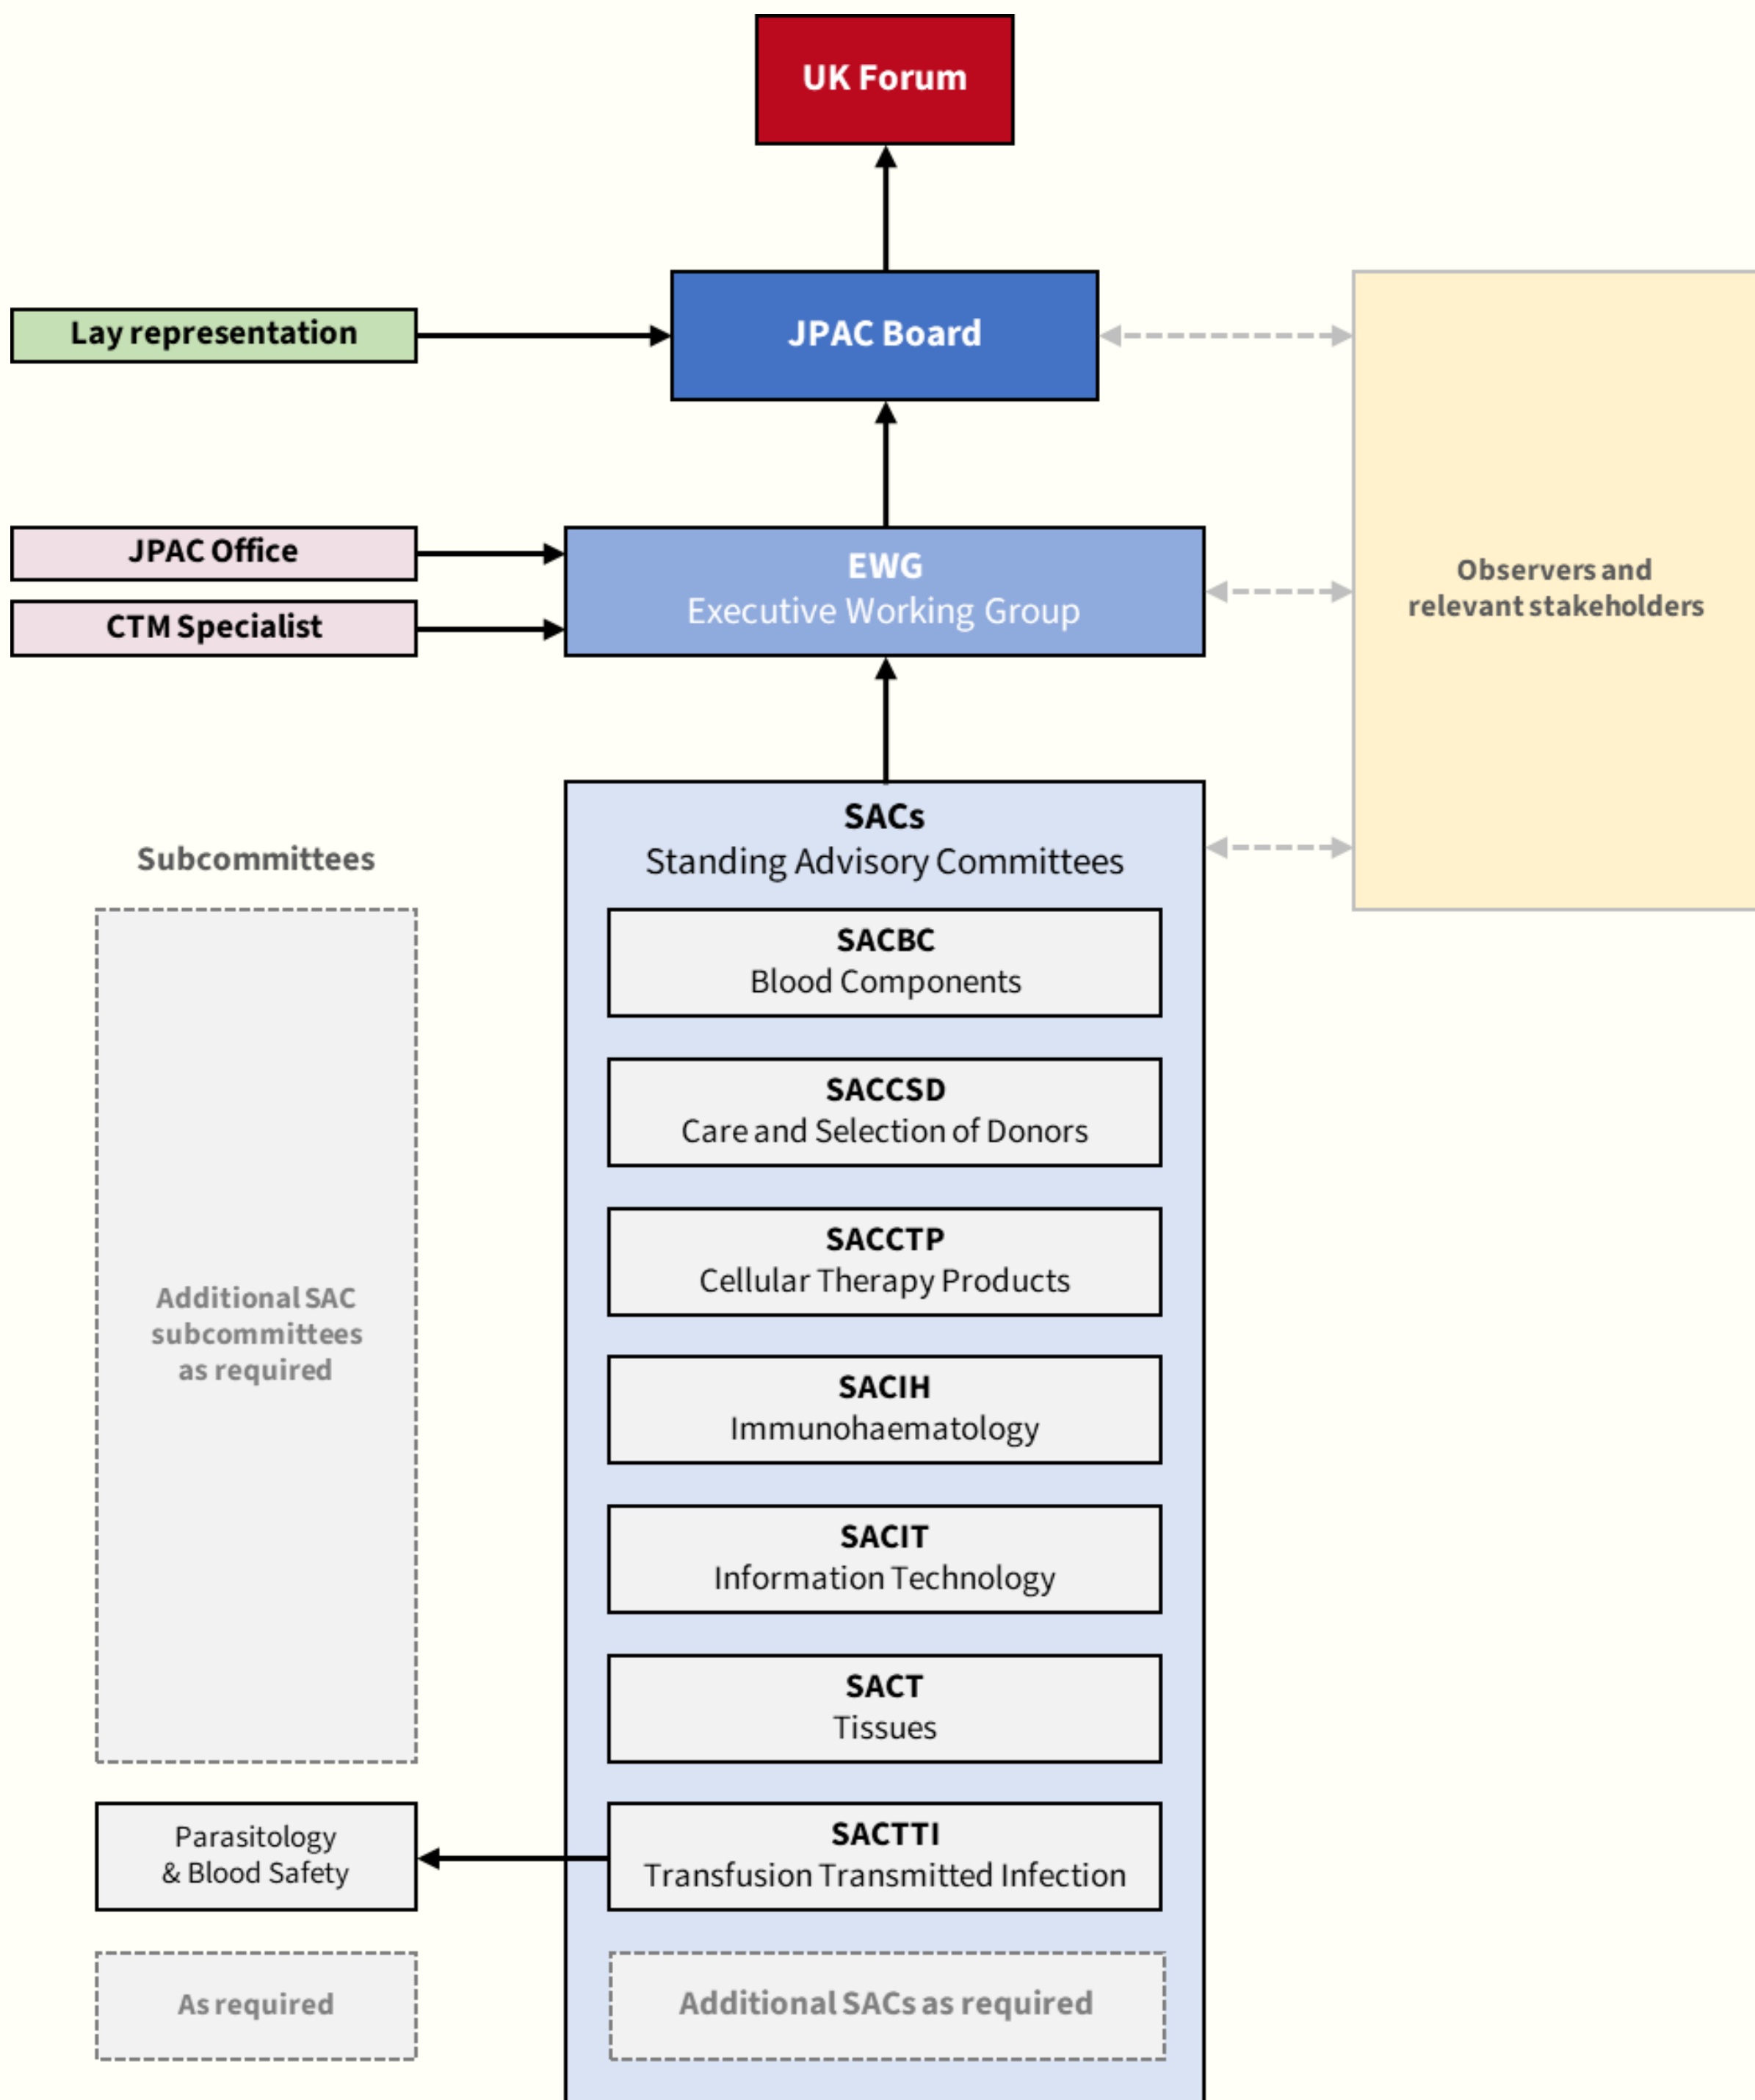 UK Forum
Lay representation
JPAC Board
JPAC Office
CTM Specialist
EWG
Executive Working Group
Observers and
relevant stakeholders
SACs
Standing Advisory Committees
Subcommittees
SACBC
Blood Components
SACCSD
Care and Selection of Donors
SACCTP
Cellular Therapy Products
Additional SAC
subcommittees
as required
SACIH
Immunohaematology
SACIT
Information Technology
SACT
Tissues
Parasitology
& Blood Safety
SACTTI
Transfusion Transmitted Infection
As required
Additional SACs as required